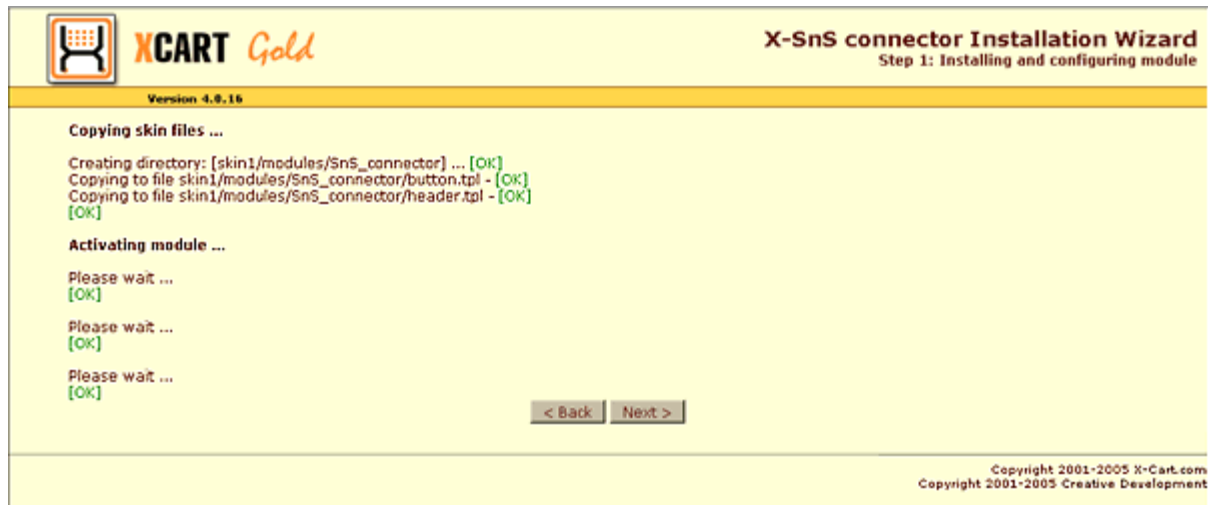 XCART Gold
X-SnS connector Installation Wizard
Step 1: Installing and configuring module
Version 4.0.16
Copying skin files ...
Creating directory: [skin1/modules/SnS_connector] ... [OK]
Copying to file skin1/modules/SnS_connector/button.tpl - [OK]
Copying to file skin1/modules/SnS_connector/header.tpl - [OK]
[OK]
Activating module ...
Please wait ...
[OK]
Please wait ...
[OK]
Please wait ...
[OK]
< Back Next >
Copyright 2001-2005 X-Cart.com
Copyright 2001-2005 Creative Development